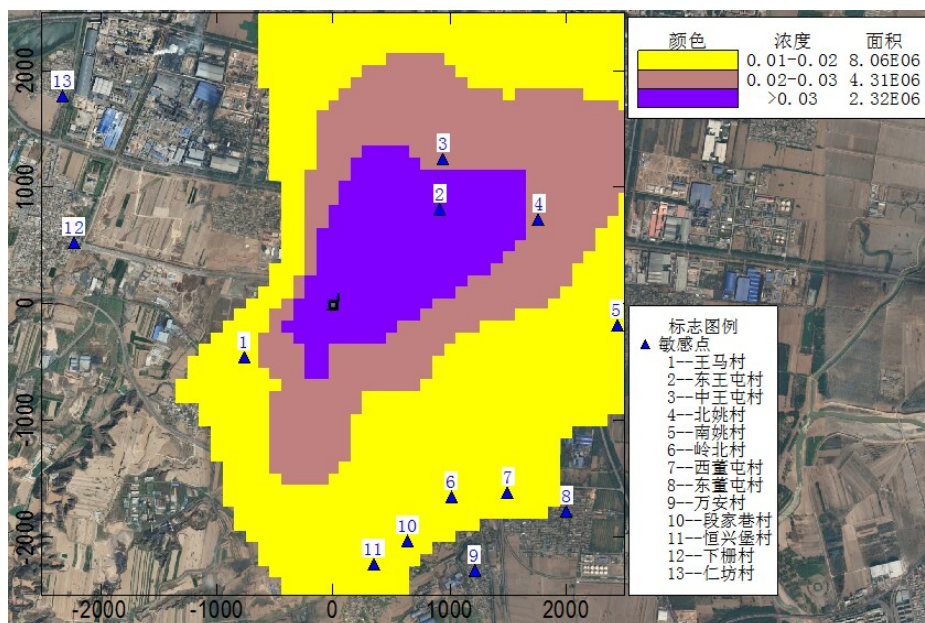 颜色 浓度 面积
0.01-0.02 8.06E06
0.02-0.03 4.31E06
>0.03 2.32E06
2000
1000
0
-1000
-2000
-2000 -1000 0 1000 2000
13
3
2
4
12
5
1
6
7
8
10
11
9
标志图例
敏感点
1--王马村
2--东王屯村
3--中王屯村
4--北姚村
5--南姚村
6--岭北村
7--西董屯村
8--东董屯村
9--万安村
10--段家巷村
11--恒兴堡村
12--下栅村
13--仁坊村